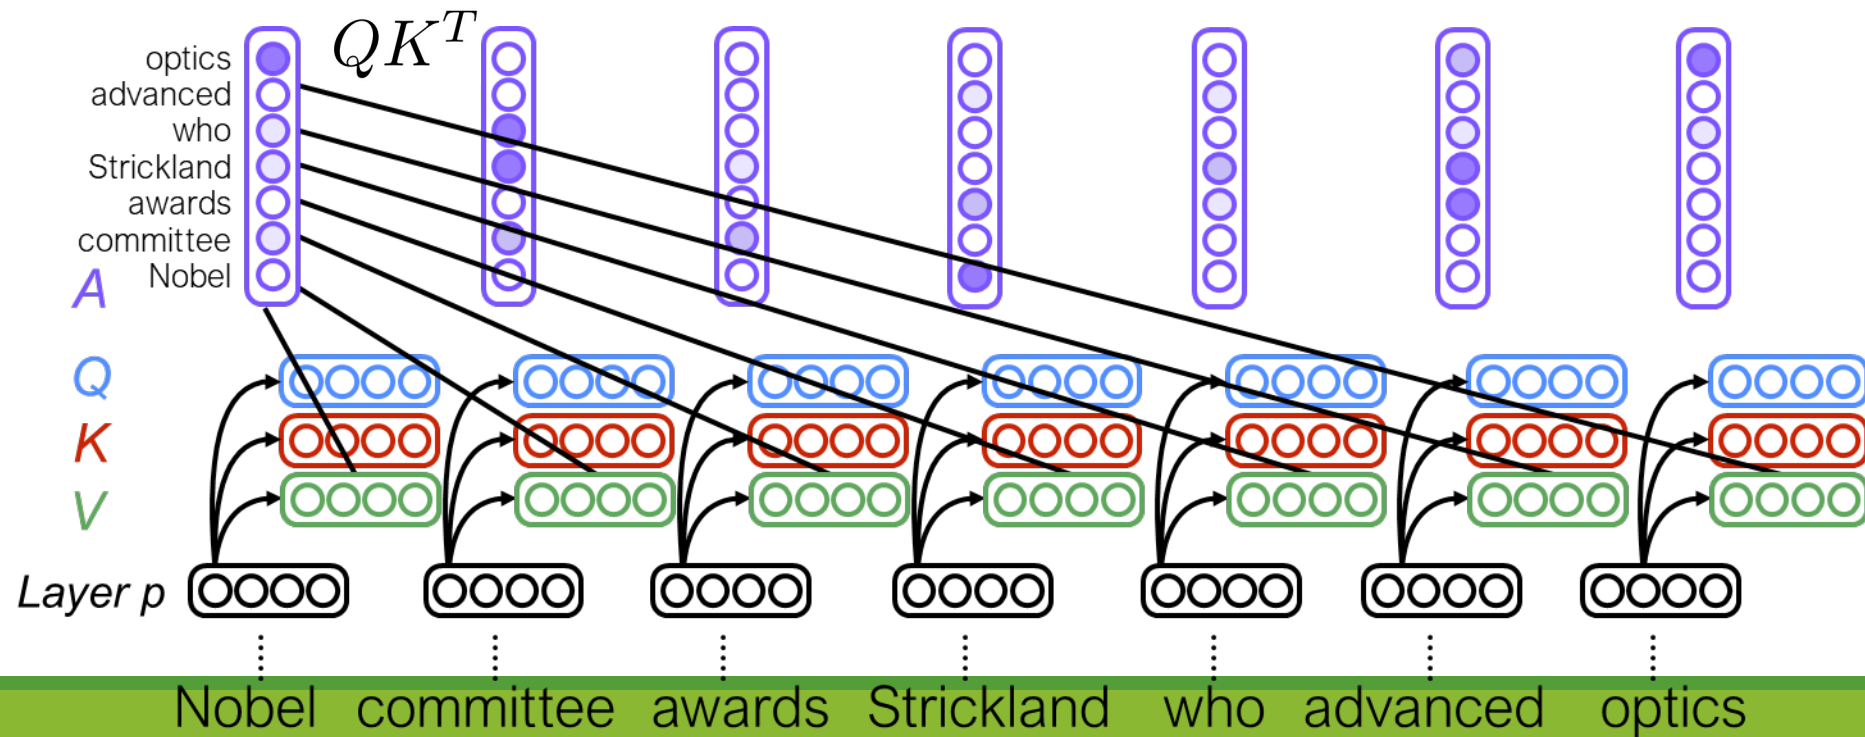 QK^T
optics
advanced
who
Strickland
awards
committee
Nobel
A
Q
K
V
Layer p
Nobel committee awards Strickland who advanced optics